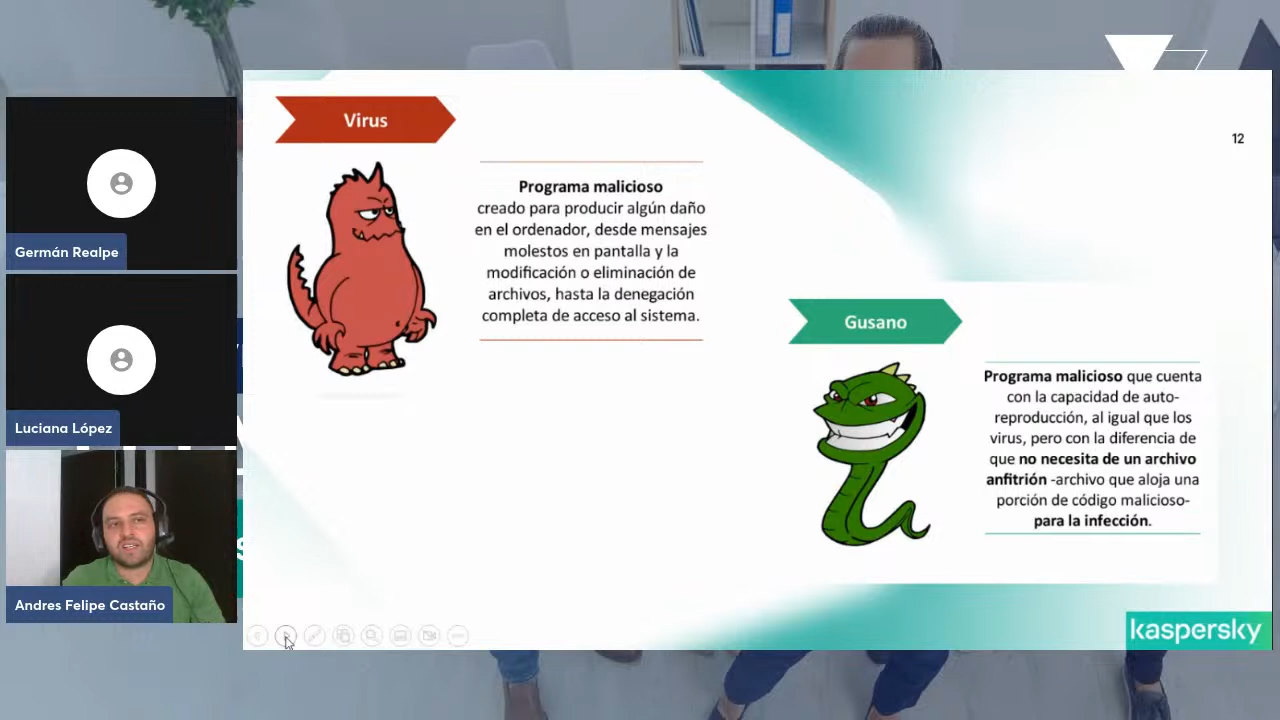 Virus
12
Programa malicioso
creado para producir algún daño
en el ordenador, desde mensajes
molestos en pantalla y la
modificación o eliminación de
archivos, hasta la denegación
completa de acceso al sistema.
Gusano
Programa malicioso que cuenta
con la capacidad de auto-
reproducción, al igual que los
virus, pero con la diferencia de
que no necesita de un archivo
anfitrión -archivo que aloja una
porción de código malicioso-
para la infección.
kaspersky
Germán Realpe
Luciana López
Andres Felipe Castaño